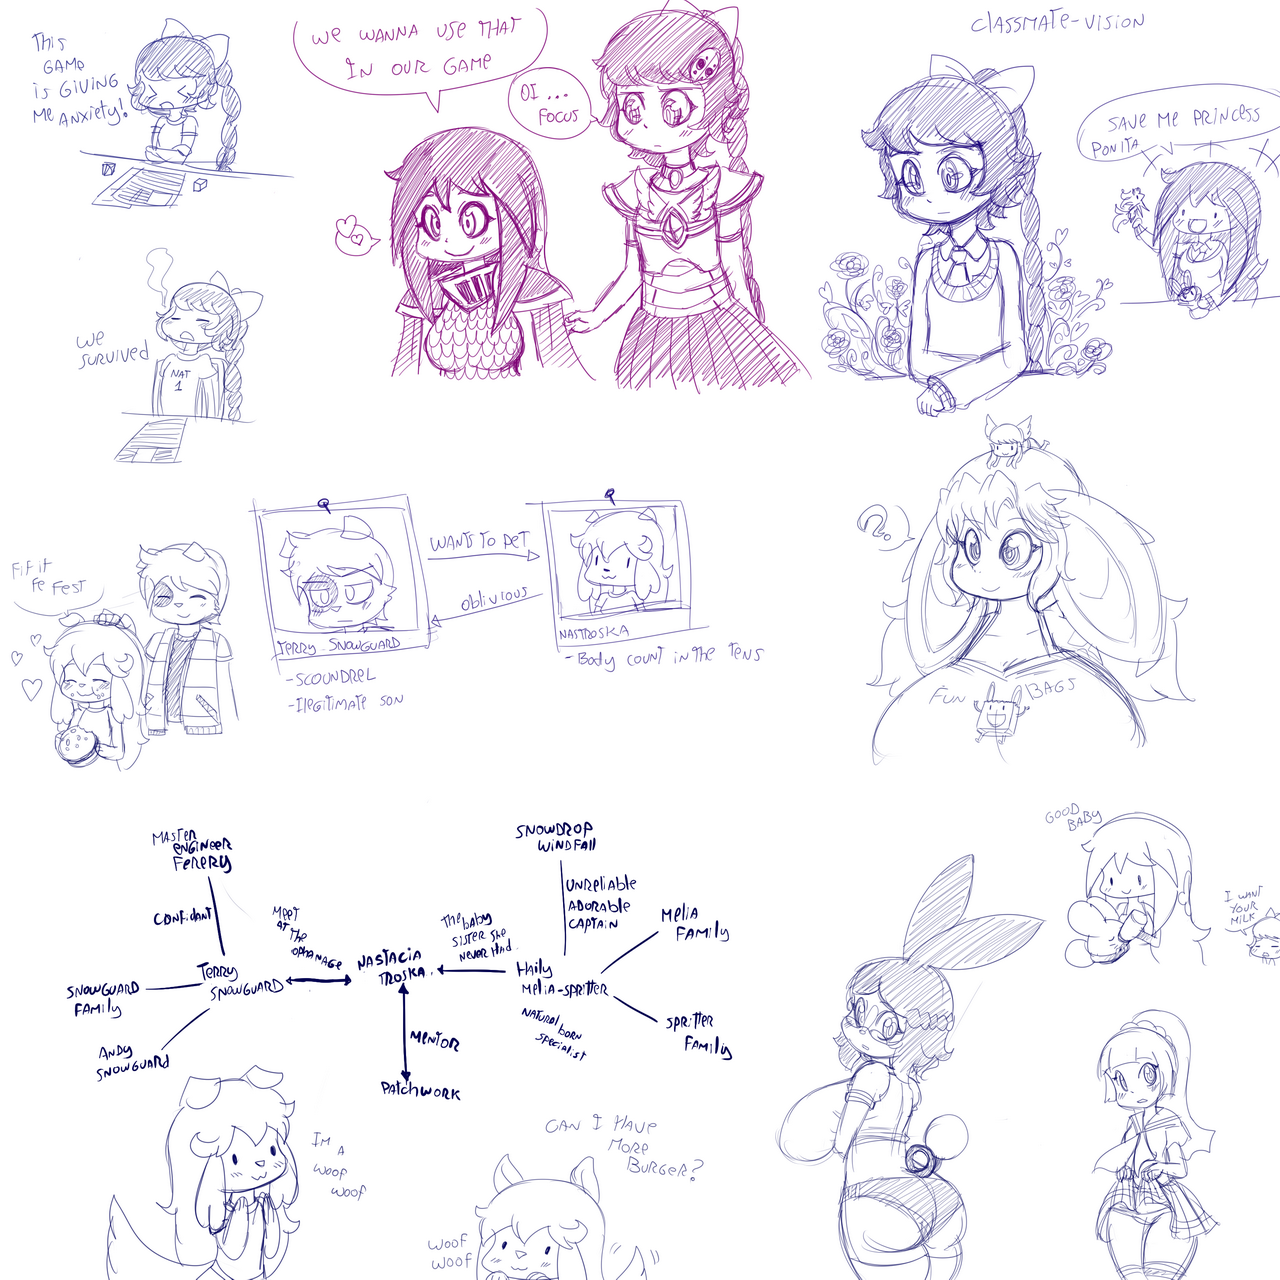 This
GAME
is GIVING
ME ANXIETY!
WE WANNA USE THAT
IN OUR GAME
OI ...
FOCUS
CLASSMATE-VISION
SAVE ME PRINCESS
PONITA
WE
SURVIVED
NAT
1
FIFIT
FE FEST
TERRY SNOWGUARD
-SCOUNDREL
-ILEGITIMATE SON
WANTS TO PET
OBLIVIOUS
NASTROSKA
-BODY COUNT IN THE TENS
FUN BAGS
MASTER
ENGINEER
FERERY
CONFIDANT
MEET
AT THE
OPHANAGE
TERRY
SNOWGUARD
SNOWGUARD
FAMILY
ANDY
SNOWGUARD
NASTACIA
TROSKA.
MENTOR
PATCHWORK
THE BABY
SISTER SHE
NEVER HAD.
SNOWDROP
WINDFALL
UNRELIABLE
ADORABLE
CAPTAIN
HAILY
MELIA-SPRITTER
NATURAL BORN
SPECIALIST
MELIA
FAMILY
SPRITTER
FAMILY
GOOD
BABY
I WANT
YOUR
MILK
IM A
WOOF
WOOF
CAN I HAVE
MORE
BURGER?
WOOF
WOOF